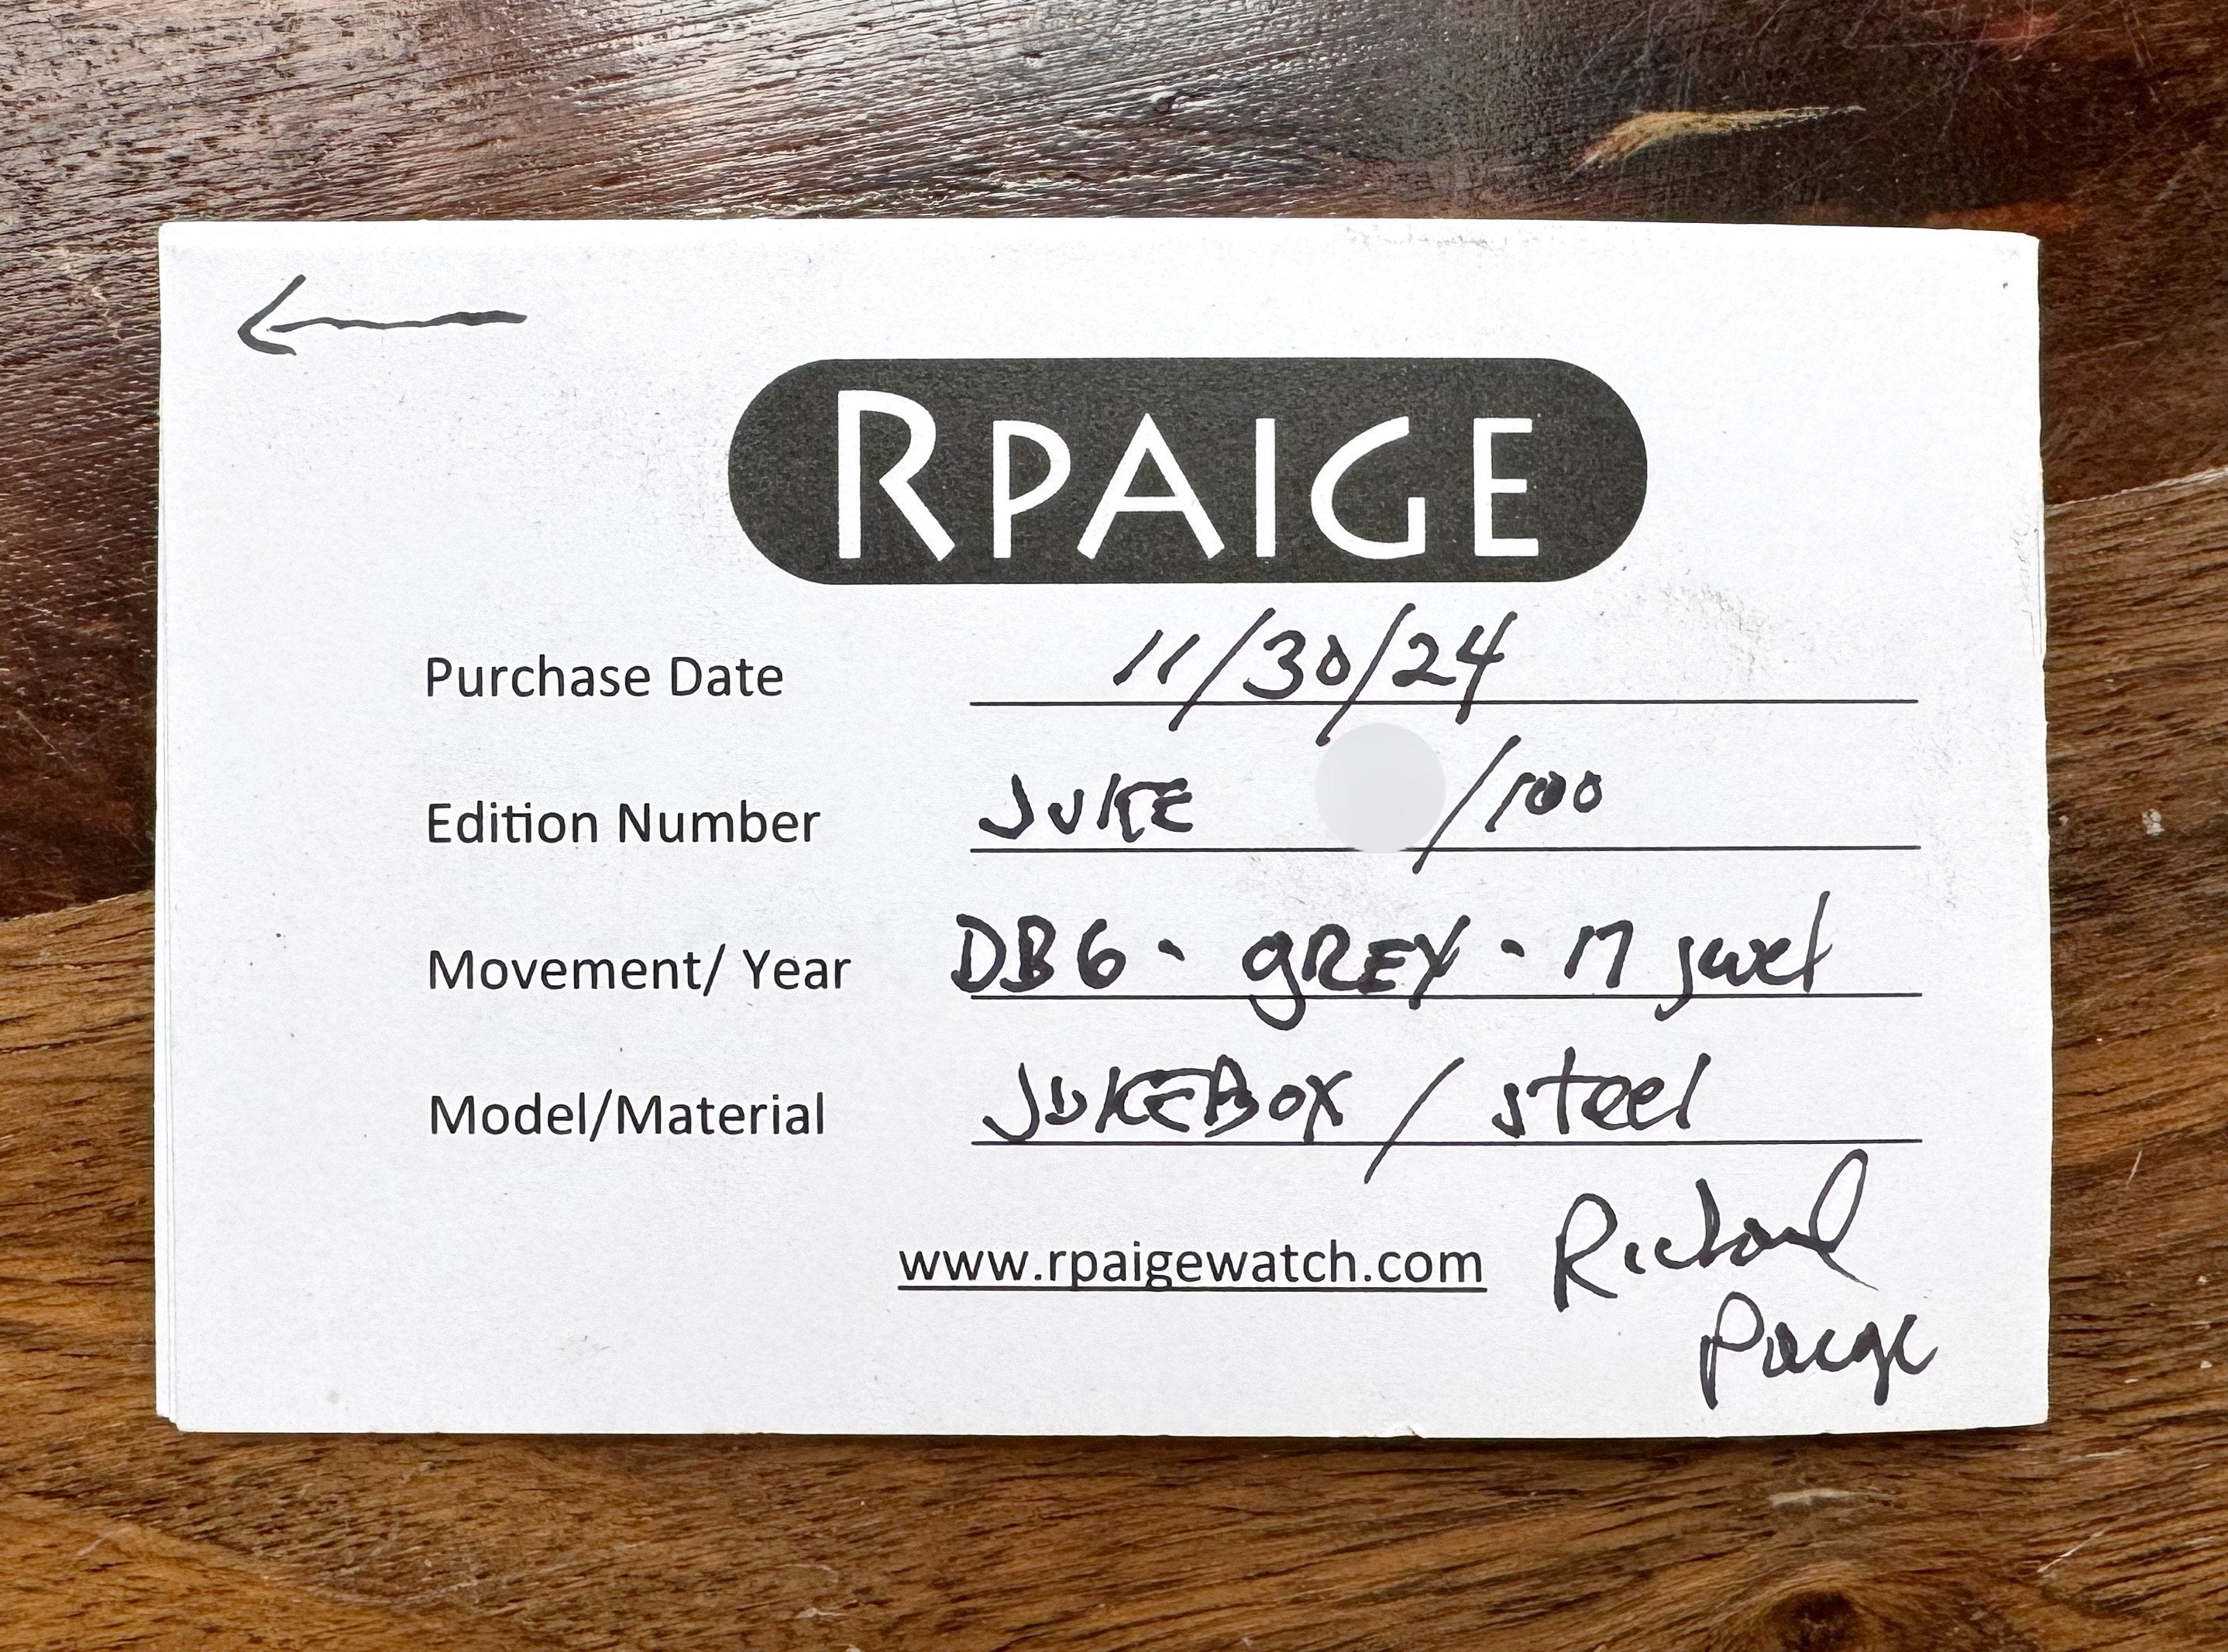 RPAIGE
Purchase Date 11/30/24
Edition Number JUKE /100
Movement/ Year DB6 - gREY - 17 jewel
Model/Material JUKEBOX / steel
www.rpaigewatch.com Richard
Paige